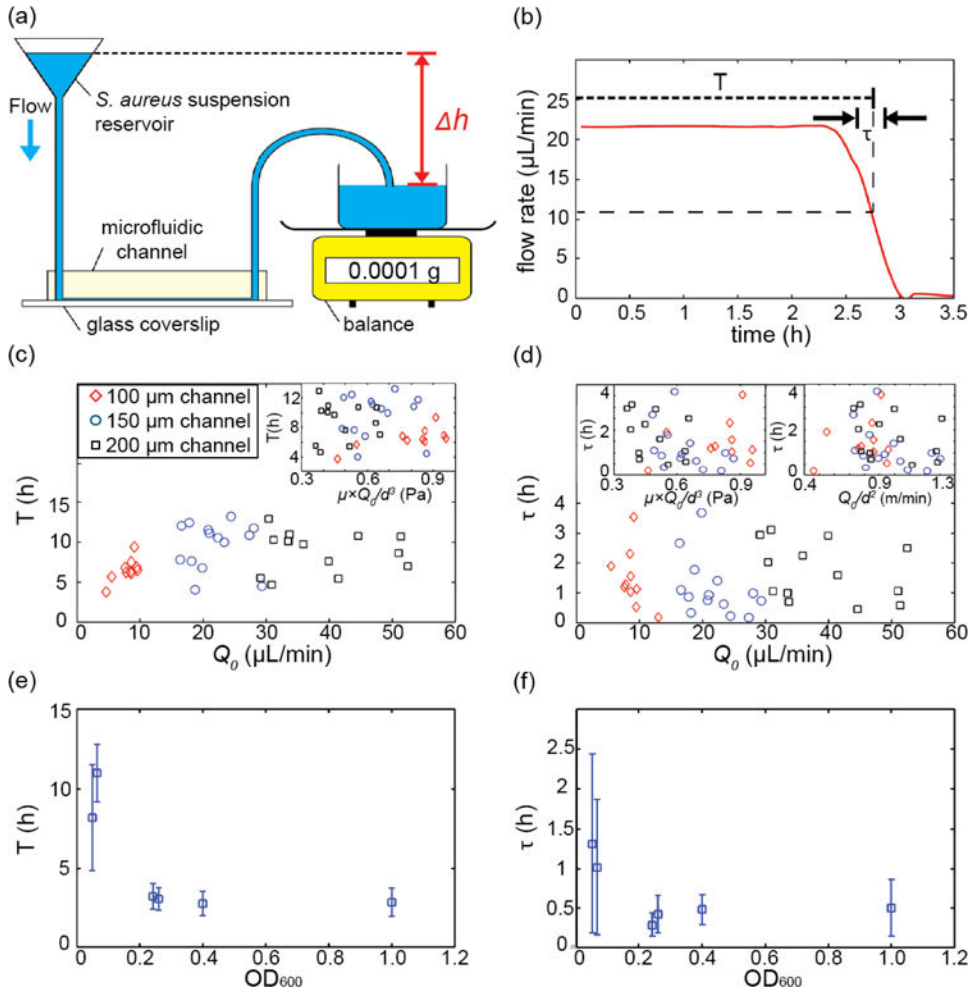 (a)
S. aureus suspension
reservoir
Flow
Δh
microfluidic
channel
0.0001 g
glass coverslip
balance
(b)
T
τ
flow rate (µL/min)
30
25
20
15
10
5
0
0 0.5 1 1.5 2 2.5 3 3.5
time (h)
(c)
100 µm channel
150 µm channel
200 µm channel
T(h)
12
8
4
0.3 0.6 0.9
µ×Q₀/d³ (Pa)
T (h)
15
10
5
0
0 10 20 30 40 50 60
Q₀ (µL/min)
(d)
τ (h)
4
2
0
0.3 0.6 0.9
µ×Q₀/d³ (Pa)
τ (h)
4
2
0
0.5 0.9 1.3
Q₀/d² (m/min)
τ (h)
4
3
2
1
0
0 10 20 30 40 50 60
Q₀ (µL/min)
(e)
T (h)
15
10
5
0
0 0.2 0.4 0.6 0.8 1.0 1.2
OD₆₀₀
(f)
τ (h)
2.5
2
1.5
1
0.5
0
0 0.2 0.4 0.6 0.8 1.0 1.2
OD₆₀₀